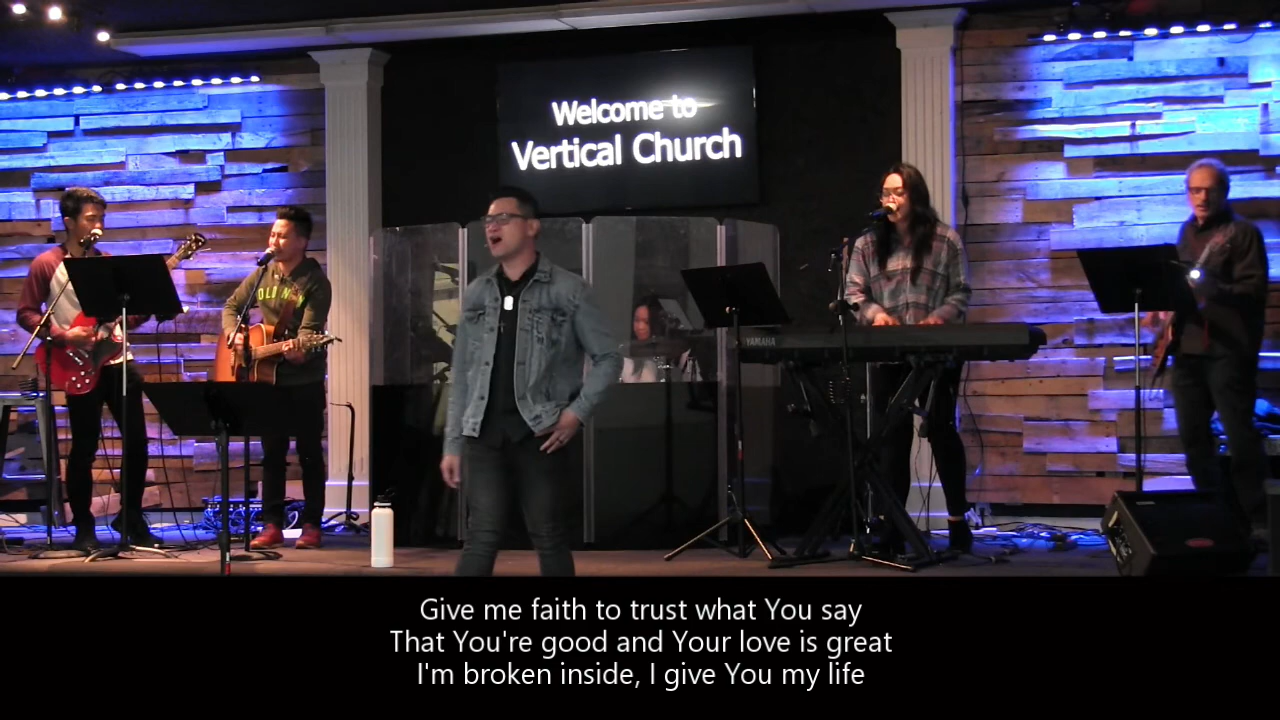 Welcome to
Vertical Church
YAMAHA
Give me faith to trust what You say
That You're good and Your love is great
I'm broken inside, I give You my life